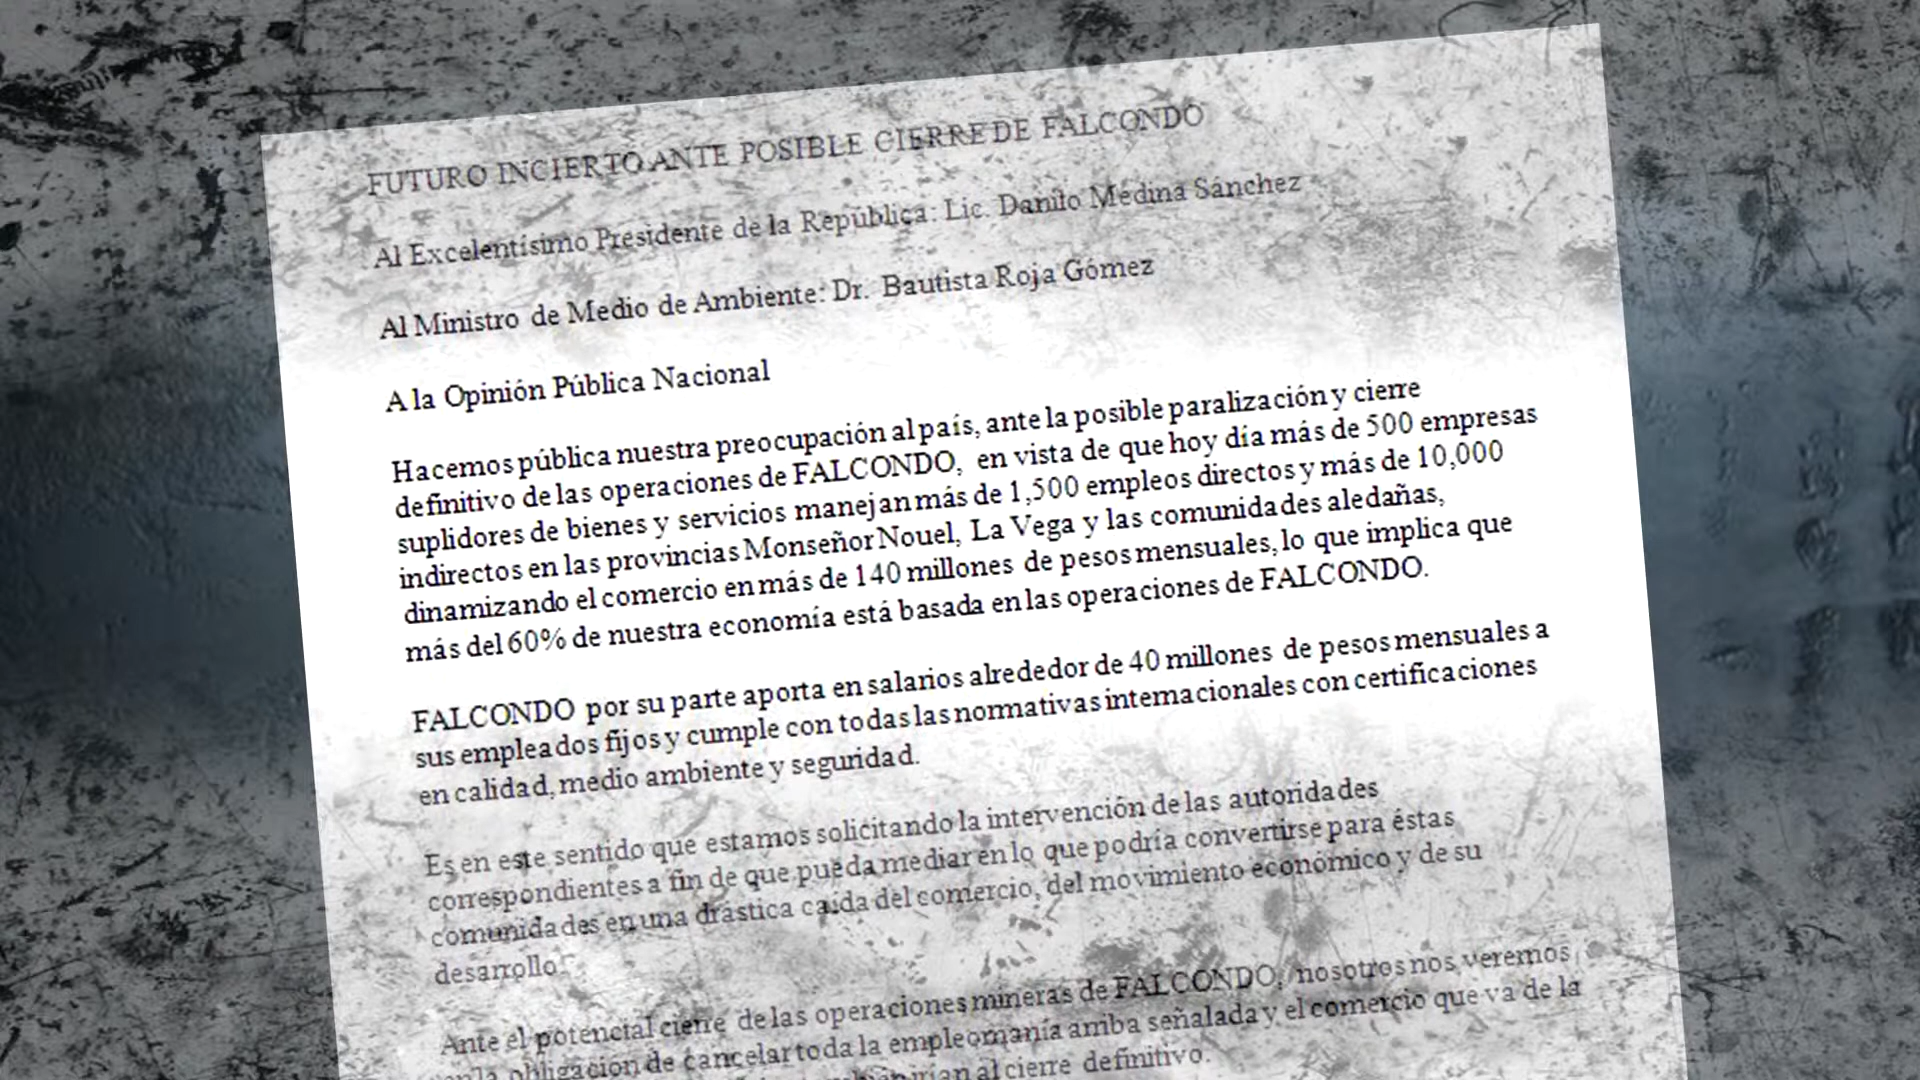 FUTURO INCIERTO ANTE POSIBLE CIERRE DE FALCONDO
Al Excelentísimo Presidente de la República: Lic. Danilo Medina Sánchez
Al Ministro de Medio de Ambiente: Dr. Bautista Roja Gómez
A la Opinión Pública Nacional
Hacemos pública nuestra preocupación al país, ante la posible paralización y cierre
definitivo de las operaciones de FALCONDO, en vista de que hoy día más de 500 empresas
suplidores de bienes y servicios manejan más de 1,500 empleos directos y más de 10,000
indirectos en las provincias Monseñor Nouel, La Vega y las comunidades aledañas,
dinamizando el comercio en más de 140 millones de pesos mensuales, lo que implica que
más del 60% de nuestra economía está basada en las operaciones de FALCONDO.
FALCONDO por su parte aporta en salarios alrededor de 40 millones de pesos mensuales a
sus empleados fijos y cumple con todas las normativas internacionales con certificaciones
en calidad, medio ambiente y seguridad.
Es en este sentido que estamos solicitando la intervención de las autoridades
correspondientes a fin de que pueda mediar en lo que podría convertirse para éstas
comunidades en una drástica caída del comercio, del movimiento económico y de su
desarrollo.
Ante el potencial cierre de las operaciones mineras de FALCONDO, nosotros nos veremos
en la obligación de cancelar toda la empleomanía arriba señalada y el comercio que va de la
al cierre definitivo.